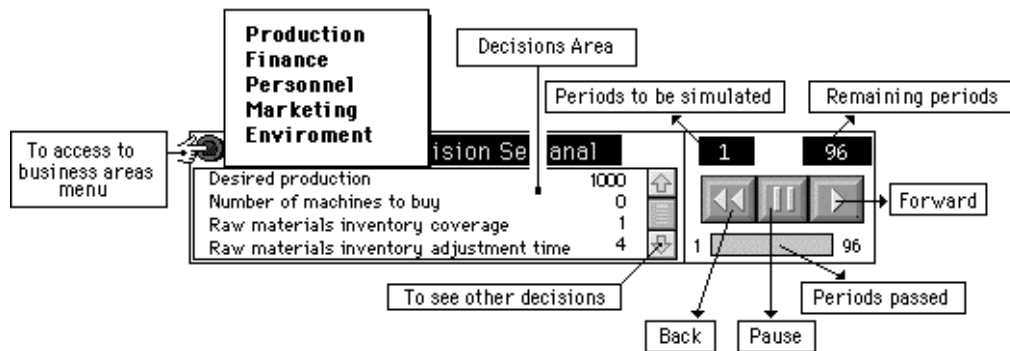 Production
Finance
Personnel
Marketing
Enviroment
Decisions Area
Periods to be simulated
Remaining periods
To access to
business areas
menu
ision Se anal
1
96
Desired production 1000
Number of machines to buy 0
Raw materials inventory coverage 1
Raw materials inventory adjustment time 4
Forward
1 96
To see other decisions
Periods passed
Back
Pause